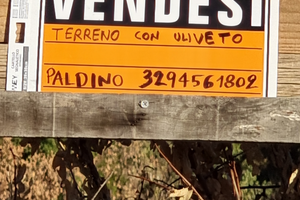 VENDESI
TERRENO CON ULIVETO
PALDINO 3294561802